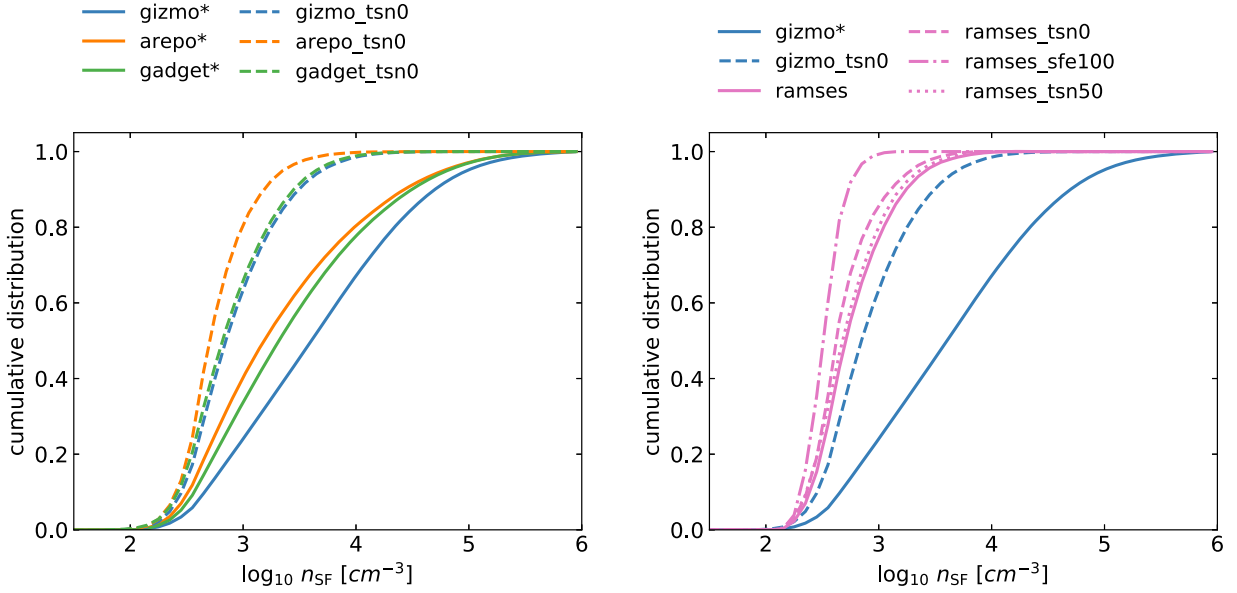 gizmo* gizmo_tsn0
arepo* arepo_tsn0
gadget* gadget_tsn0
1.0
0.8
0.6
0.4
0.2
0.0
cumulative distribution
2 3 4 5 6
log₁₀ n_SF [cm⁻³]
gizmo* ramses_tsn0
gizmo_tsn0 ramses_sfe100
ramses ramses_tsn50
1.0
0.8
0.6
0.4
0.2
0.0
cumulative distribution
2 3 4 5 6
log₁₀ n_SF [cm⁻³]